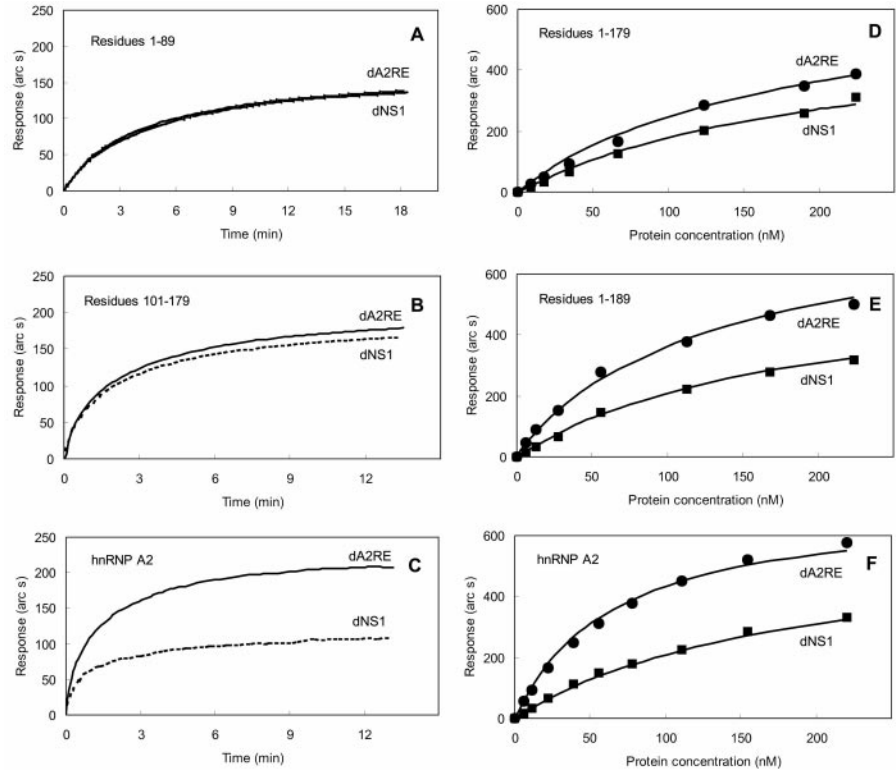 Residues 1-89
A
250
200
150
100
50
0
Response (arc s)
dA2RE
dNS1
0 3 6 9 12 15 18
Time (min)
Residues 1-179
D
600
400
200
0
Response (arc s)
dA2RE
dNS1
0 50 100 150 200
Protein concentration (nM)
Residues 101-179
B
250
200
150
100
50
0
Response (arc s)
dA2RE
dNS1
0 3 6 9 12
Time (min)
Residues 1-189
E
600
400
200
0
Response (arc s)
dA2RE
dNS1
0 50 100 150 200
Protein concentration (nM)
hnRNP A2
C
250
200
150
100
50
0
Response (arc s)
dA2RE
dNS1
0 3 6 9 12
Time (min)
hnRNP A2
F
600
400
200
0
Response (arc s)
dA2RE
dNS1
0 50 100 150 200
Protein concentration (nM)